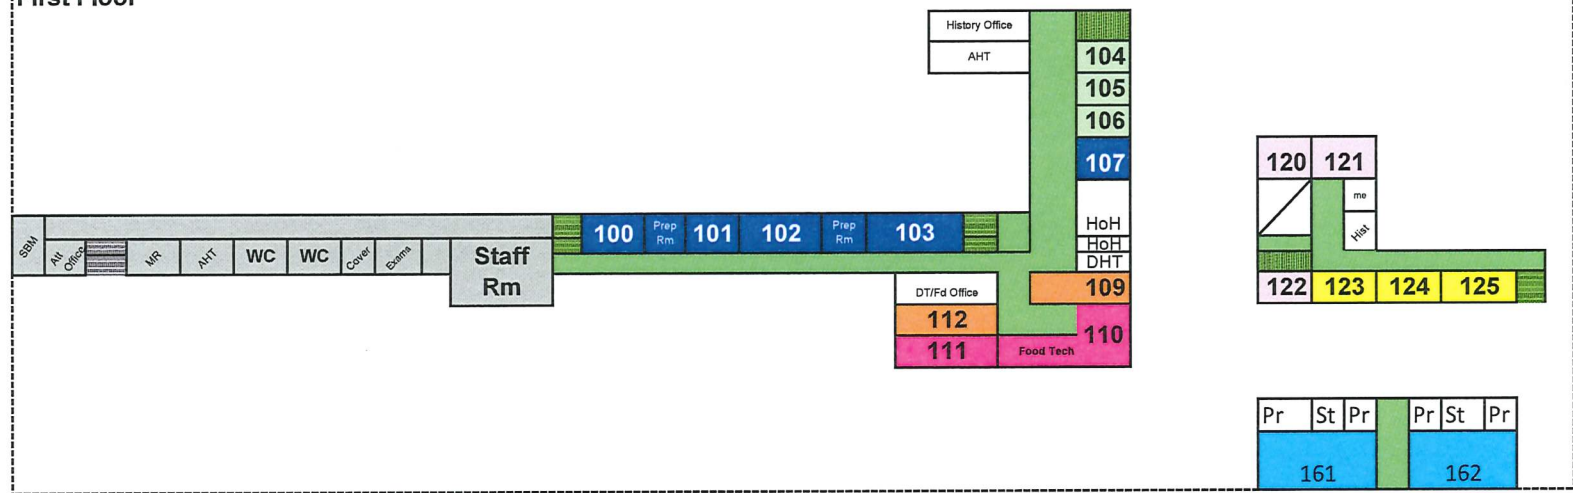 First Floor
History Office
AHT
104
105
106
107
HoH
HoH
DHT
109
110
Food Tech
111
112
DT/Fd Office
SBM
Att
Office
MR
AHT
WC
WC
Cover
Exams
Staff
Rm
100
Prep
Rm
101
102
Prep
Rm
103
120
121
me
Hist
122
123
124
125
Pr
St
Pr
Pr
St
Pr
161
162